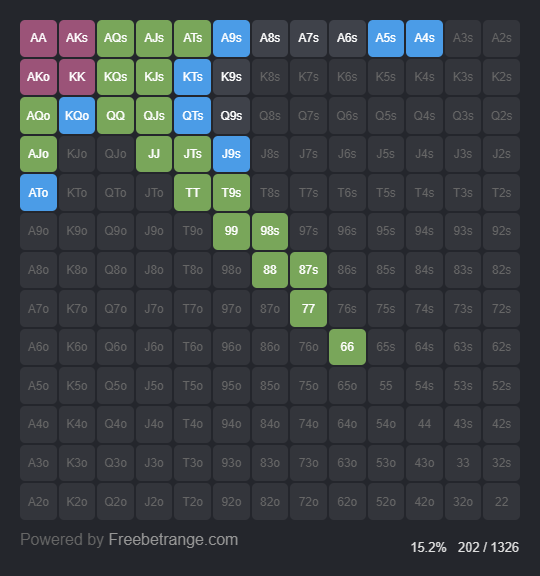 AA AKs AQs AJs ATs A9s A8s A7s A6s A5s A4s A3s A2s
AKo KK KQs KJs KTs K9s K8s K7s K6s K5s K4s K3s K2s
AQo KQo QQ QJs QTs Q9s Q8s Q7s Q6s Q5s Q4s Q3s Q2s
AJo KJo QJo JJ JTs J9s J8s J7s J6s J5s J4s J3s J2s
ATo KTo QTo JTo TT T9s T8s T7s T6s T5s T4s T3s T2s
A9o K9o Q9o J9o T9o 99 98s 97s 96s 95s 94s 93s 92s
A8o K8o Q8o J8o T8o 98o 88 87s 86s 85s 84s 83s 82s
A7o K7o Q7o J7o T7o 97o 87o 77 76s 75s 74s 73s 72s
A6o K6o Q6o J6o T6o 96o 86o 76o 66 65s 64s 63s 62s
A5o K5o Q5o J5o T5o 95o 85o 75o 65o 55 54s 53s 52s
A4o K4o Q4o J4o T4o 94o 84o 74o 64o 54o 44 43s 42s
A3o K3o Q3o J3o T3o 93o 83o 73o 63o 53o 43o 33 32s
A2o K2o Q2o J2o T2o 92o 82o 72o 62o 52o 42o 32o 22
Powered by Freebetrange.com
15.2% 202 / 1326